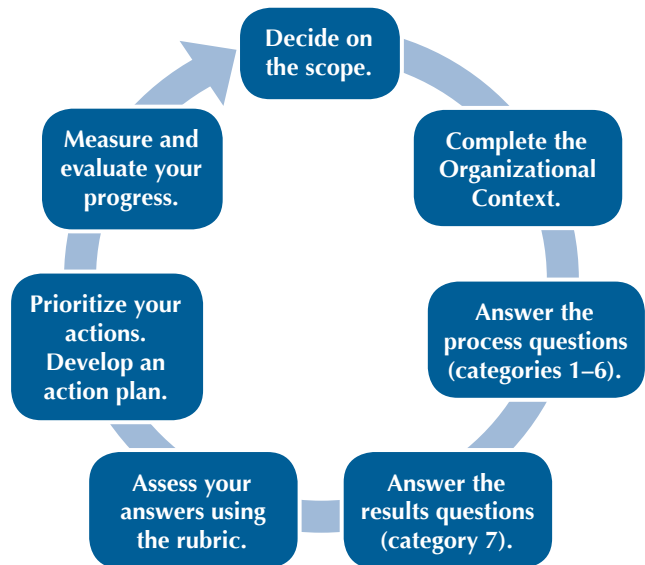 Decide on
the scope.
Complete the
Organizational
Context.
Answer the
process questions
(categories 1–6).
Answer the
results questions
(category 7).
Assess your
answers using
the rubric.
Prioritize your
actions.
Develop an
action plan.
Measure and
evaluate your
progress.